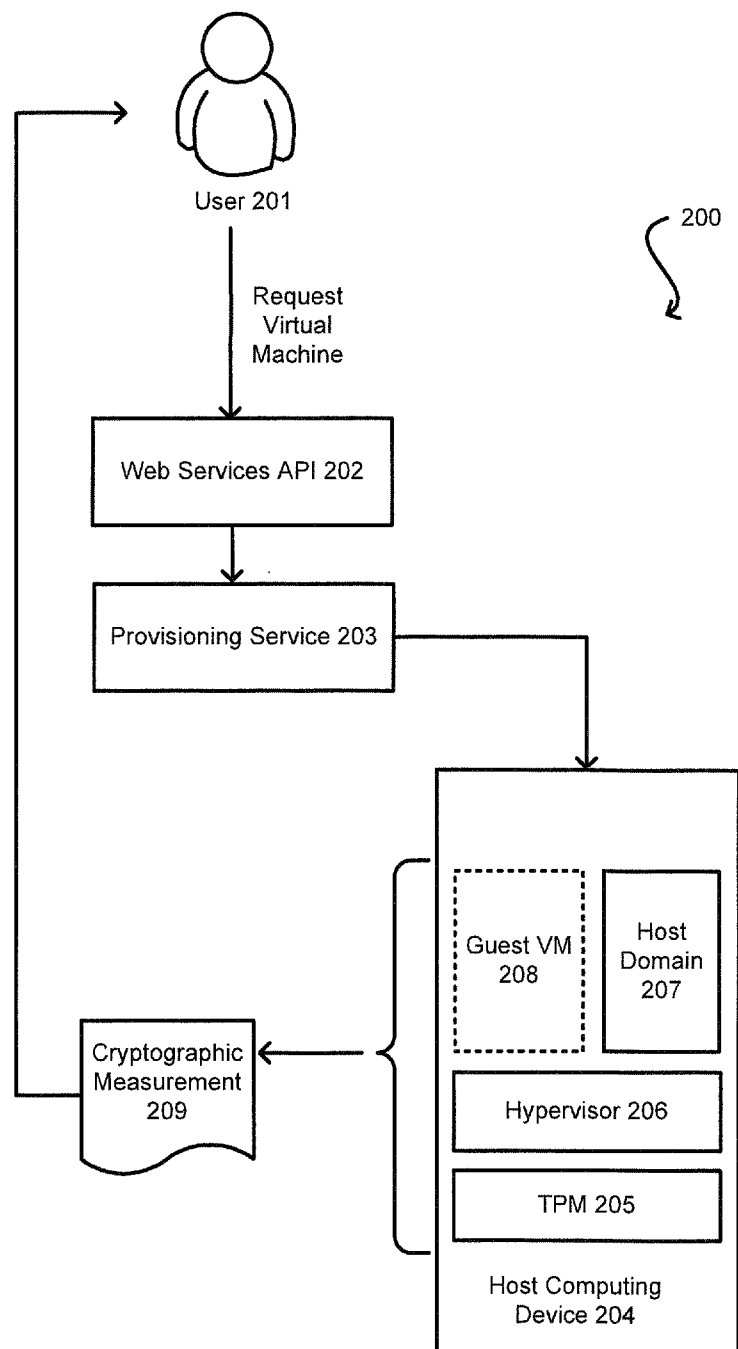 User 201
200
Request
Virtual
Machine
Web Services API 202
Provisioning Service 203
Guest VM
208
Host
Domain
207
Cryptographic
Measurement
209
Hypervisor 206
TPM 205
Host Computing
Device 204